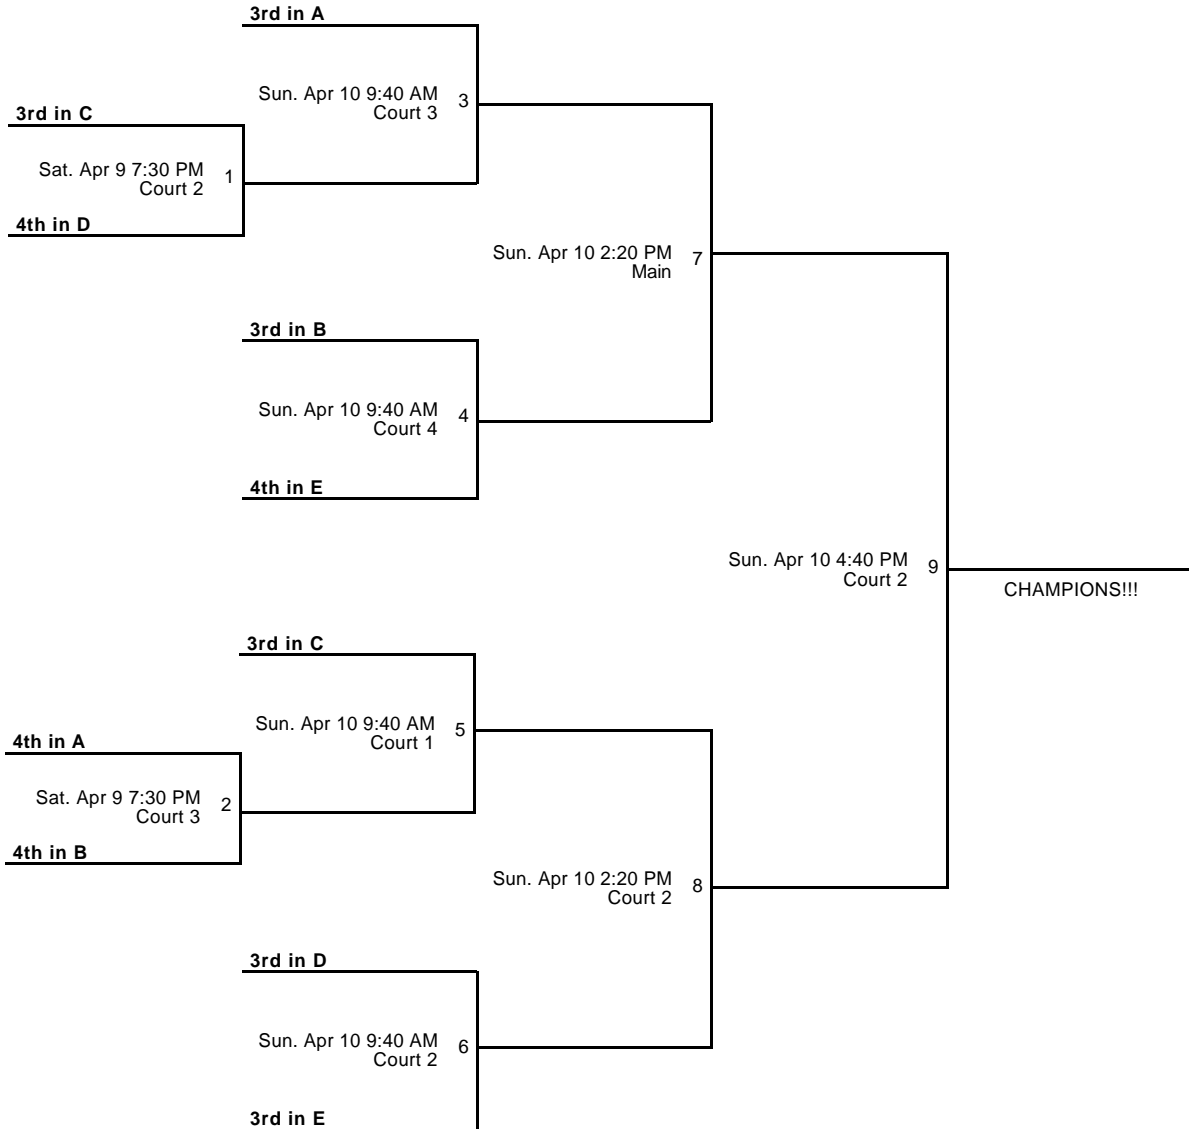 3rd in A
Sun. Apr 10 9:40 AM
Court 3
3
3rd in C
Sat. Apr 9 7:30 PM
Court 2
1
4th in D
Sun. Apr 10 2:20 PM
Main
7
3rd in B
Sun. Apr 10 9:40 AM
Court 4
4
4th in E
Sun. Apr 10 4:40 PM
Court 2
9
CHAMPIONS!!!
3rd in C
Sun. Apr 10 9:40 AM
Court 1
5
4th in A
Sat. Apr 9 7:30 PM
Court 3
2
4th in B
Sun. Apr 10 2:20 PM
Court 2
8
3rd in D
Sun. Apr 10 9:40 AM
Court 2
6
3rd in E